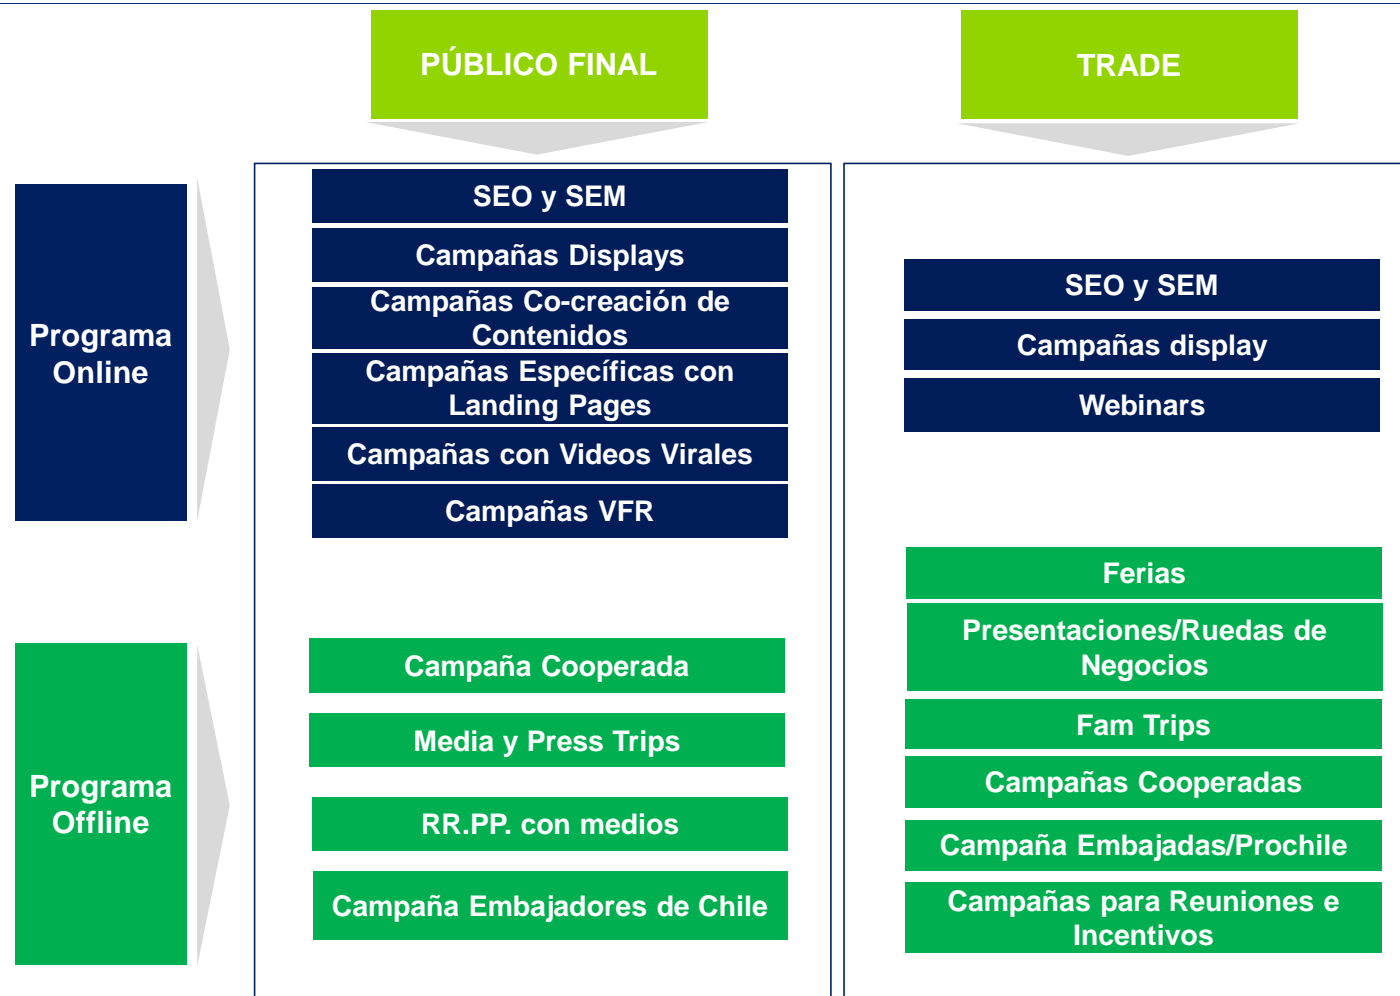 PÚBLICO FINAL
TRADE
Programa
Online
SEO y SEM
Campañas Displays
Campañas Co-creación de
Contenidos
Campañas Específicas con
Landing Pages
Campañas con Videos Virales
Campañas VFR
SEO y SEM
Campañas display
Webinars
Programa
Offline
Campaña Cooperada
Media y Press Trips
RR.PP. con medios
Campaña Embajadores de Chile
Ferias
Presentaciones/Ruedas de
Negocios
Fam Trips
Campañas Cooperadas
Campaña Embajadas/Prochile
Campañas para Reuniones e
Incentivos